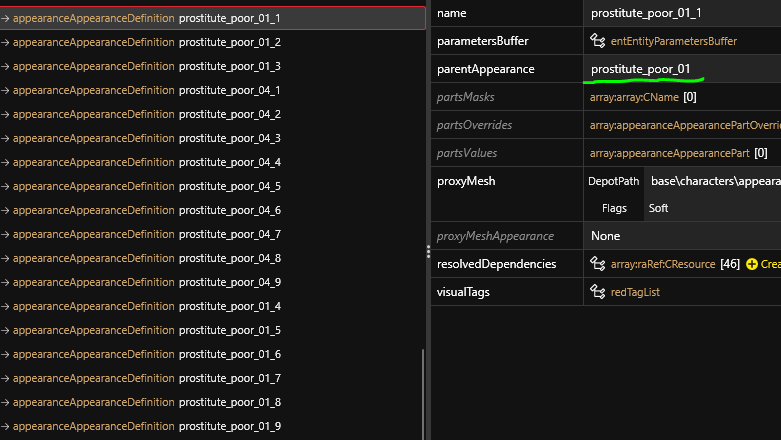 appearanceAppearanceDefinition prostitute_poor_01_1
appearanceAppearanceDefinition prostitute_poor_01_2
appearanceAppearanceDefinition prostitute_poor_01_3
appearanceAppearanceDefinition prostitute_poor_04_1
appearanceAppearanceDefinition prostitute_poor_04_2
appearanceAppearanceDefinition prostitute_poor_04_3
appearanceAppearanceDefinition prostitute_poor_04_4
appearanceAppearanceDefinition prostitute_poor_04_5
appearanceAppearanceDefinition prostitute_poor_04_6
appearanceAppearanceDefinition prostitute_poor_04_7
appearanceAppearanceDefinition prostitute_poor_04_8
appearanceAppearanceDefinition prostitute_poor_04_9
appearanceAppearanceDefinition prostitute_poor_01_4
appearanceAppearanceDefinition prostitute_poor_01_5
appearanceAppearanceDefinition prostitute_poor_01_6
appearanceAppearanceDefinition prostitute_poor_01_7
appearanceAppearanceDefinition prostitute_poor_01_8
appearanceAppearanceDefinition prostitute_poor_01_9
name prostitute_poor_01_1
parametersBuffer entEntityParametersBuffer
parentAppearance prostitute_poor_01
partsMasks array:array:CName [0]
partsOverrides array:appearanceAppearancePartOverri
partsValues array:appearanceAppearancePart [0]
proxyMesh DepotPath base\characters\appeara
Flags Soft
proxyMeshAppearance None
resolvedDependencies array:raRef:CResource [46] Crea
visualTags redTagList